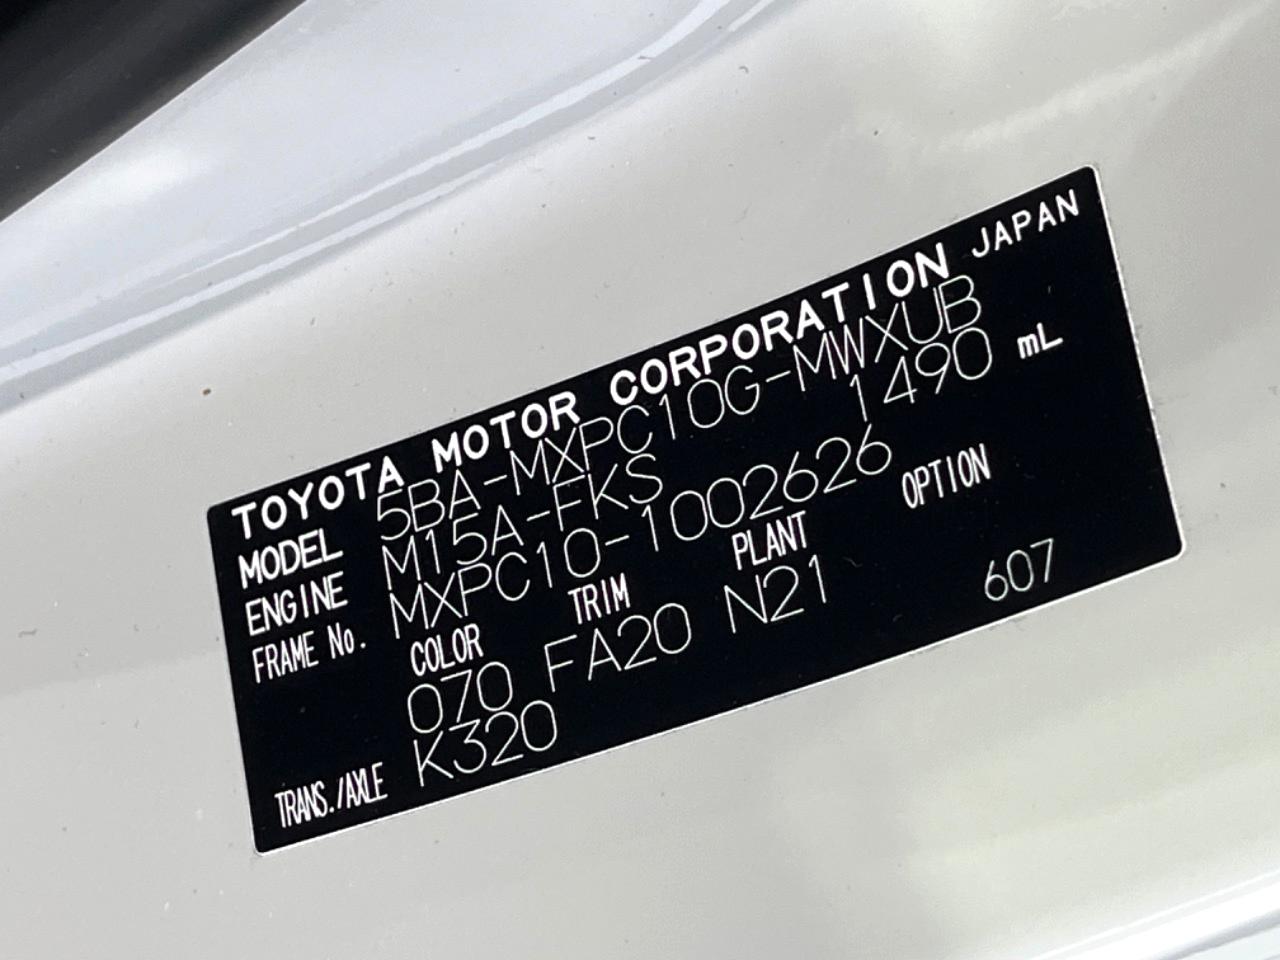 TOYOTA MOTOR CORPORATION JAPAN
MODEL 5BA-MXPC10G-MWXUB
ENGINE M15A-FKS 1490 mL
FRAME No. MXPC10-1002626
COLOR TRIM PLANT OPTION
070 FA20 N21 607
TRANS./AXLE K320